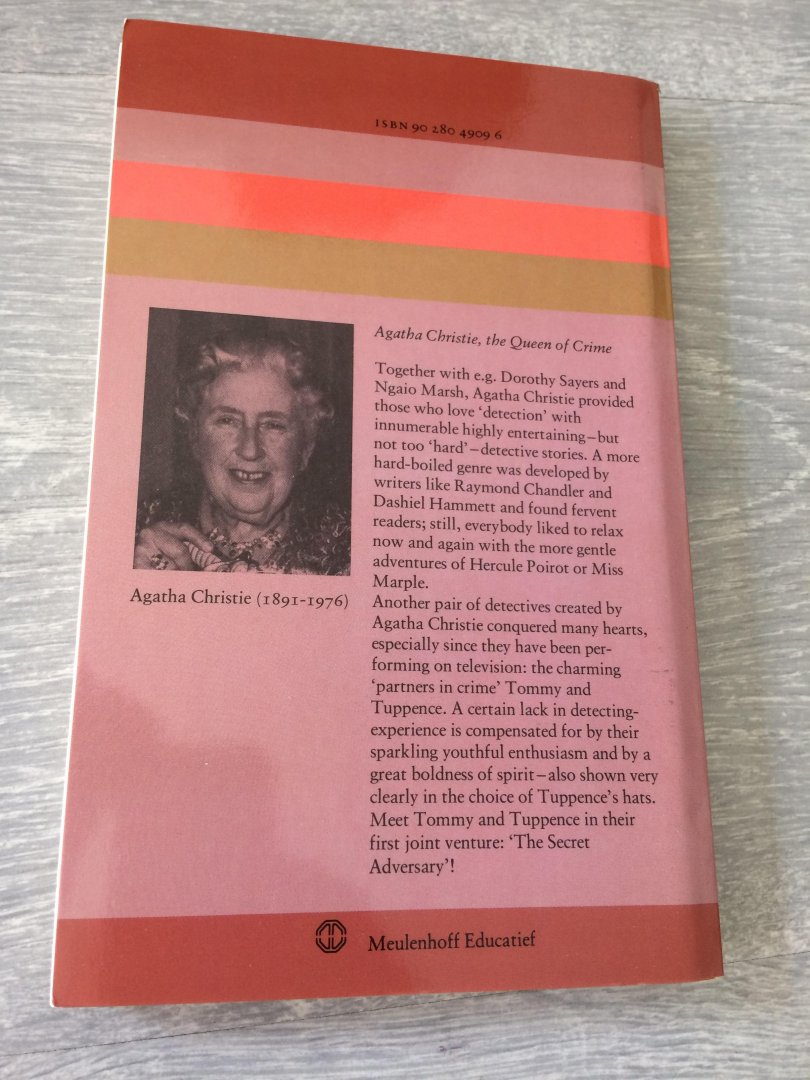 ISBN 90 280 4909 6
Agatha Christie, the Queen of Crime
Together with e.g. Dorothy Sayers and
Ngaio Marsh, Agatha Christie provided
those who love ‘detection’ with
innumerable highly entertaining–but
not too ‘hard’–detective stories. A more
hard-boiled genre was developed by
writers like Raymond Chandler and
Dashiel Hammett and found fervent
readers; still, everybody liked to relax
now and again with the more gentle
adventures of Hercule Poirot or Miss
Marple.
Another pair of detectives created by
Agatha Christie conquered many hearts,
especially since they have been per-
forming on television: the charming
‘partners in crime’ Tommy and
Tuppence. A certain lack in detecting-
experience is compensated for by their
sparkling youthful enthusiasm and by a
great boldness of spirit–also shown very
clearly in the choice of Tuppence’s hats.
Meet Tommy and Tuppence in their
first joint venture: ‘The Secret
Adversary’!
Agatha Christie (1891-1976)
Meulenhoff Educatief